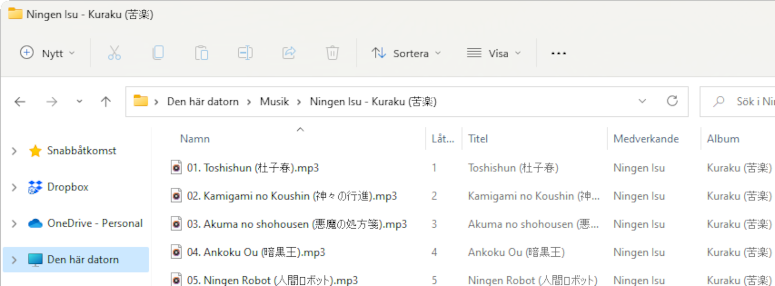 Ningen Isu - Kuraku (苦楽)
Nytt Sortera Visa ...
Den här datorn > Musik > Ningen Isu - Kuraku (苦楽) Sök i Nin
Namn Låt... Titel Medverkande Album
Snabbåtkomst
Dropbox
OneDrive - Personal
Den här datorn
01. Toshishun (杜子春).mp3 1 Toshishun (杜子春) Ningen Isu Kuraku (苦楽)
02. Kamigami no Koushin (神々の行進).mp3 2 Kamigami no Koushin (神... Ningen Isu Kuraku (苦楽)
03. Akuma no shohousen (悪魔の処方箋).mp3 3 Akuma no shohousen (悪... Ningen Isu Kuraku (苦楽)
04. Ankoku Ou (暗黒王).mp3 4 Ankoku Ou (暗黒王) Ningen Isu Kuraku (苦楽)
05. Ningen Robot (人間ロボット).mp3 5 Ningen Robot (人間ロボット) Ningen Isu Kuraku (苦楽)